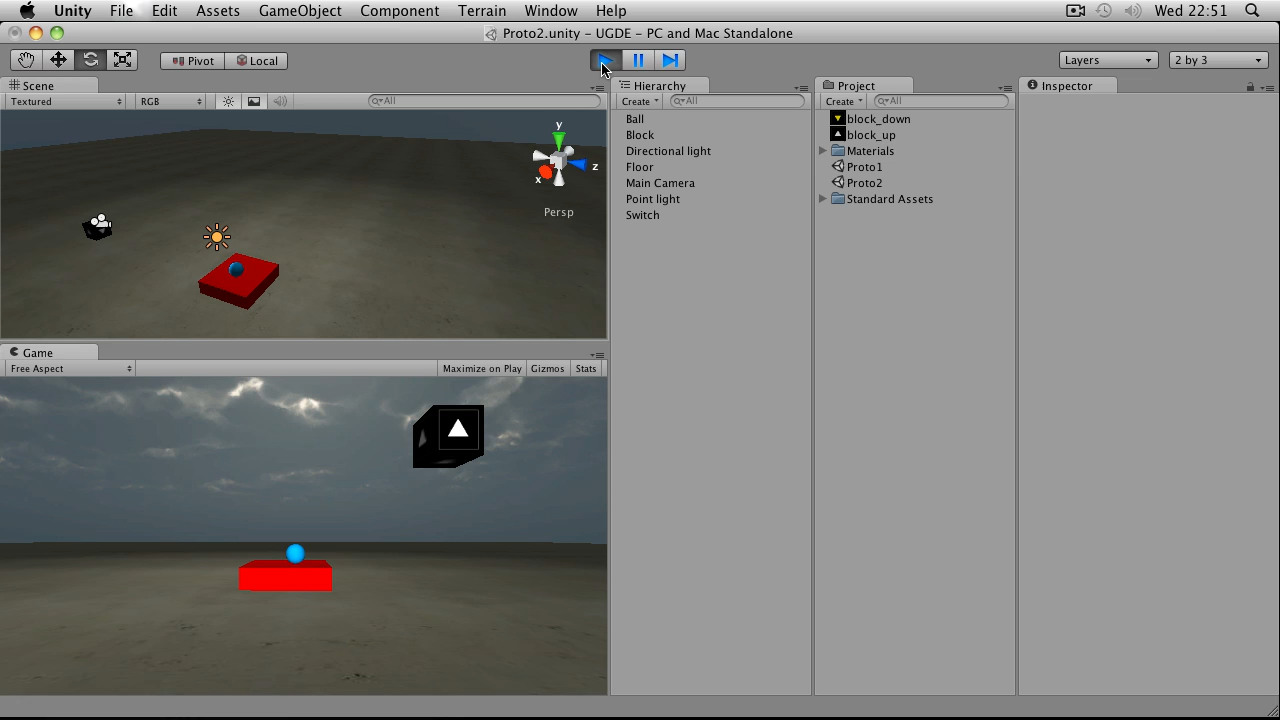 Unity File Edit Assets GameObject Component Terrain Window Help Wed 22:51
Proto2.unity – UGDE – PC and Mac Standalone
Pivot Local Layers 2 by 3
Scene Hierarchy Project Inspector
Textured RGB All Create All Create All
Ball block_down
Block block_up
Directional light Materials
Floor Proto1
Main Camera Proto2
Point light Standard Assets
Switch
y
z
x
Persp
Game
Free Aspect Maximize on Play Gizmos Stats